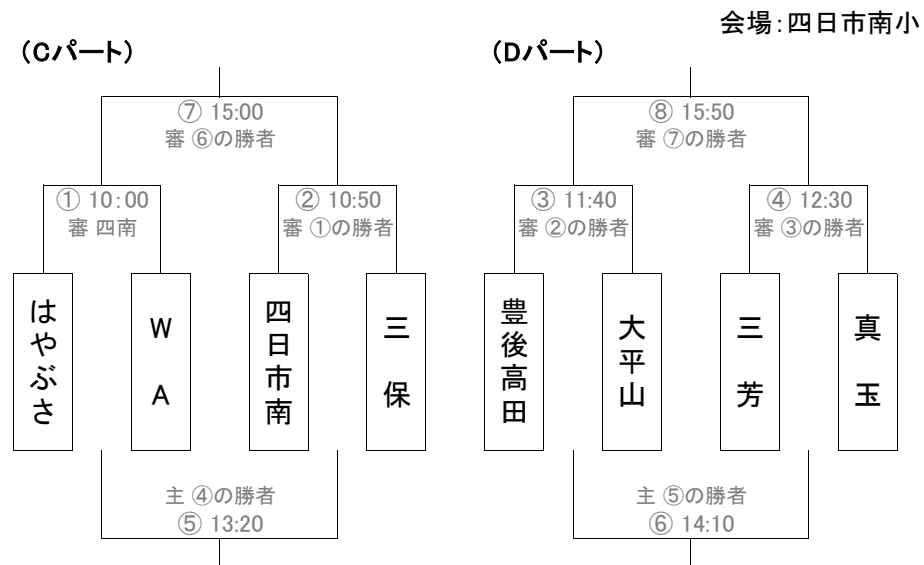 会場:四日市南小
(Cパート)
(Dパート)
⑦ 15:00
審 ⑥の勝者
⑧ 15:50
審 ⑦の勝者
① 10:00
審 四南
② 10:50
審 ①の勝者
③ 11:40
審 ②の勝者
④ 12:30
審 ③の勝者
はやぶさ
W A
四日市南
三 保
豊後高田
大平山
三 芳
真 玉
主 ④の勝者
⑤ 13:20
主 ⑤の勝者
⑥ 14:10